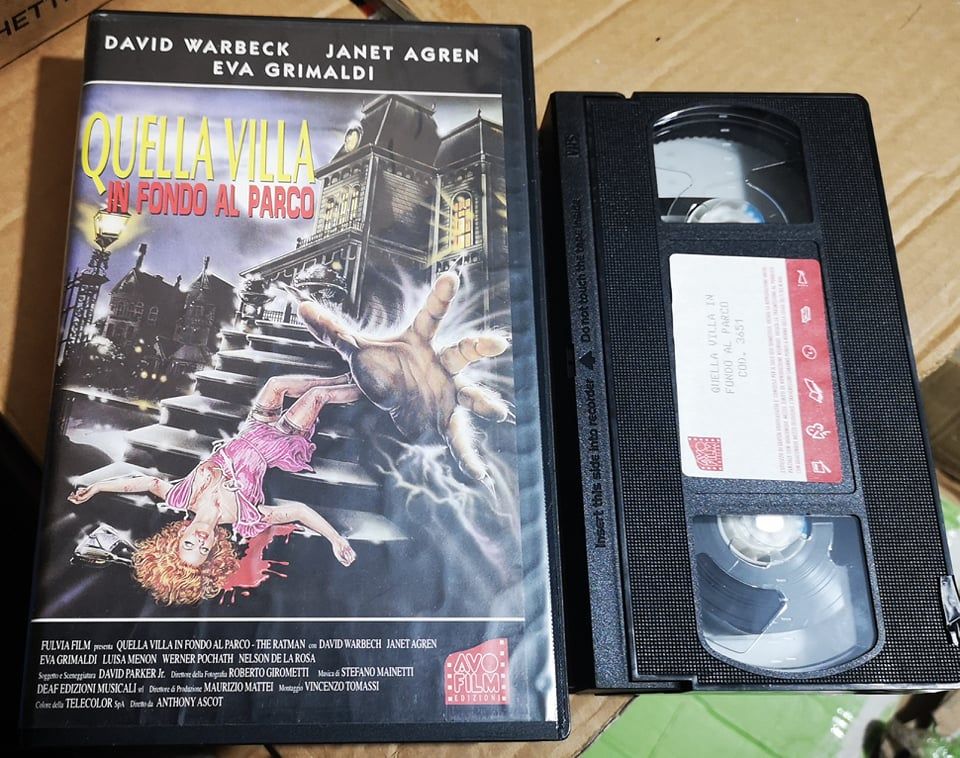 HETT
DAVID WARBECK JANET AGREN
EVA GRIMALDI
QUELLA VILLA
IN FONDO AL PARCO
FULVIA FILM presenta QUELLA VILLA IN FONDO AL PARCO - THE RATMAN con DAVID WARBECH JANET AGREN
EVA GRIMALDI LUISA MENON WERNER POCHATH NELSON DE LA ROSA
Soggetto e Sceneggiatura DAVID PARKER Jr. Direttore della Fotografia ROBERTO GIROMETTI Musica di STEFANO MAINETTI
DEAF EDIZIONI MUSICALI srl Direttore di Produzione MAURIZIO MATTEI Montaggio VINCENZO TOMASSI
Colore della TELECOLOR SpA Diretto da ANTHONY ASCOT
AVO
FILM
EDIZIONI
VHS
Insert this side into recorder ▲ Do not touch the tape inside
QUELLA VILLA IN
FONDO AL PARCO
COD. 3651
AVO
FILM